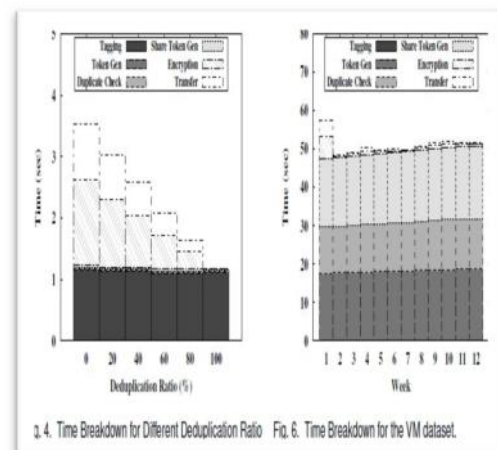 Tagging
Token Gen
Duplicate Check
Share Token Gen
Encryption
Transfer
Time (sec)
5
4
3
2
1
0
0 20 40 60 80 100
Deduplication Ratio (%)
Tagging
Token Gen
Duplicate Check
Share Token Gen
Encryption
Transfer
Time (sec)
80
70
60
50
40
30
20
10
0
1 2 3 4 5 6 7 8 9 10 11 12
Week
g. 4. Time Breakdown for Different Deduplication Ratio
Fig. 6. Time Breakdown for the VM dataset.